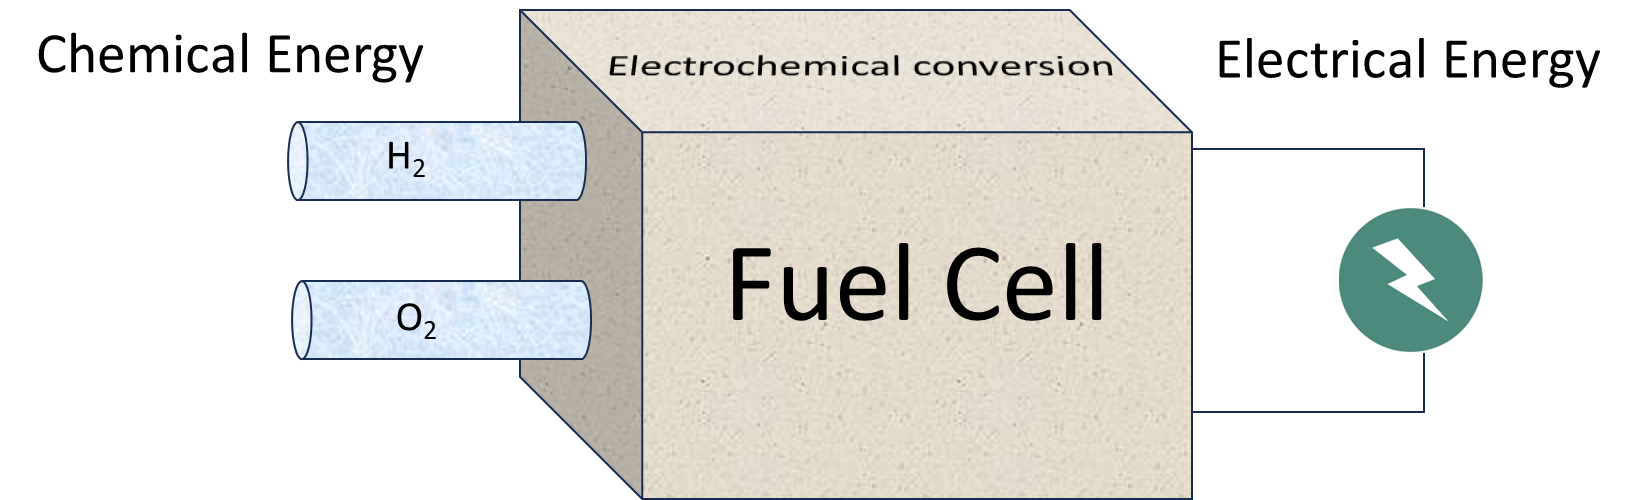 Chemical Energy
Electrochemical conversion
Electrical Energy
H₂
O₂
Fuel Cell